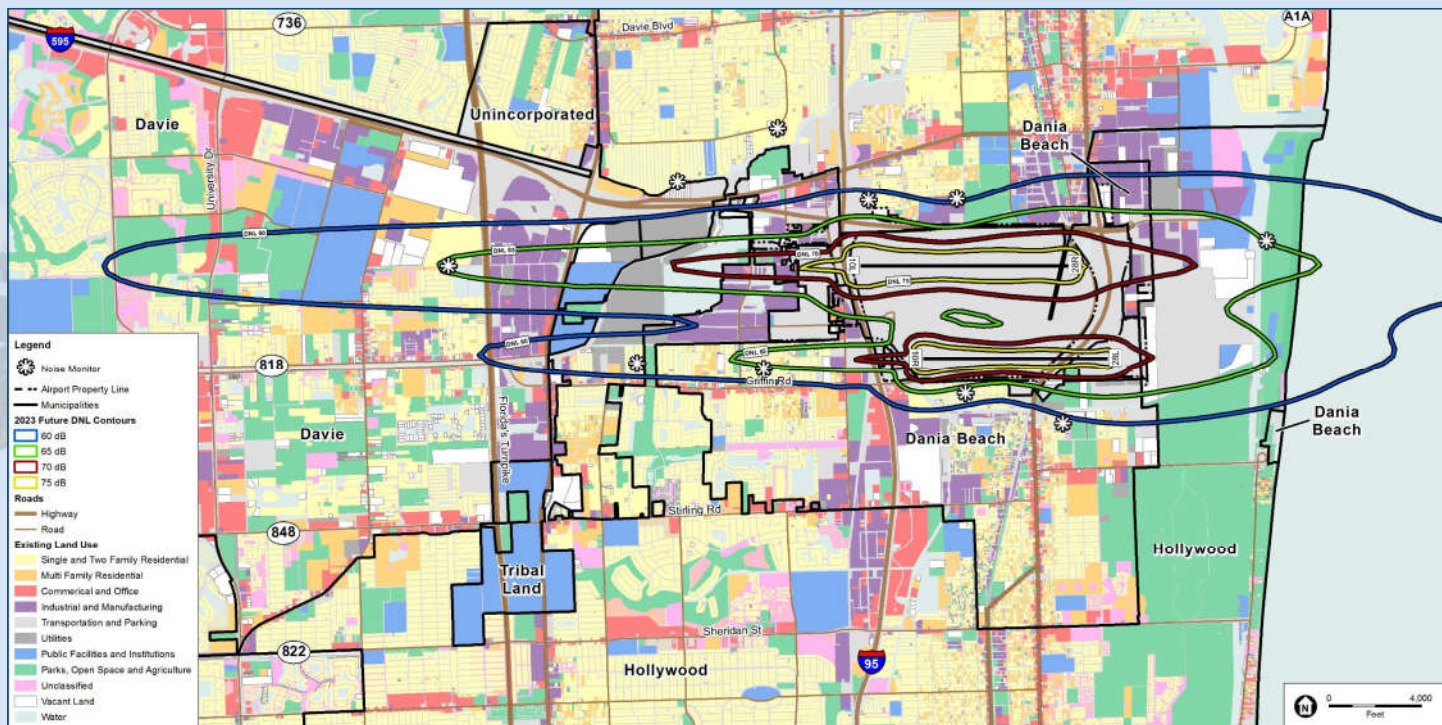 736
A1A
595
Davie Blvd
Unincorporated
Davie
Dania
Beach
University Dr
DNL 60
DNL 65
DNL 70
10L
28R
DNL 75
DNL 60
DNL 65
10R
28L
818
Griffin Rd
Dania
Beach
Davie
Florida's Turnpike
Dania Beach
Stirling Rd
848
Tribal
Land
Hollywood
Sheridan St
822
Hollywood
95
Legend
Noise Monitor
Airport Property Line
Municipalities
2023 Future DNL Contours
60 dB
65 dB
70 dB
75 dB
Roads
Highway
Road
Existing Land Use
Single and Two Family Residential
Multi Family Residential
Commerical and Office
Industrial and Manufacturing
Transportation and Parking
Utilities
Public Facilities and Institutions
Parks, Open Space and Agriculture
Unclassified
Vacant Land
Water
N
0 4,000
Feet